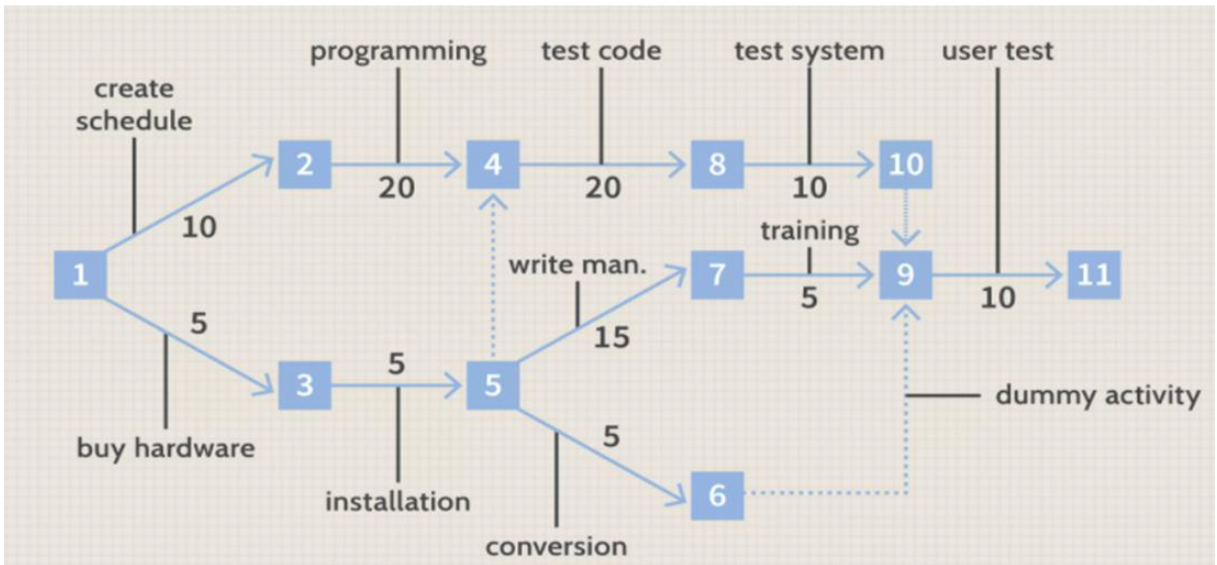 programming
test code
test system
user test
create
schedule
2
4
8
10
20
20
10
10
training
write man.
1
7
9
11
5
5
10
15
5
3
5
dummy activity
5
buy hardware
6
installation
conversion